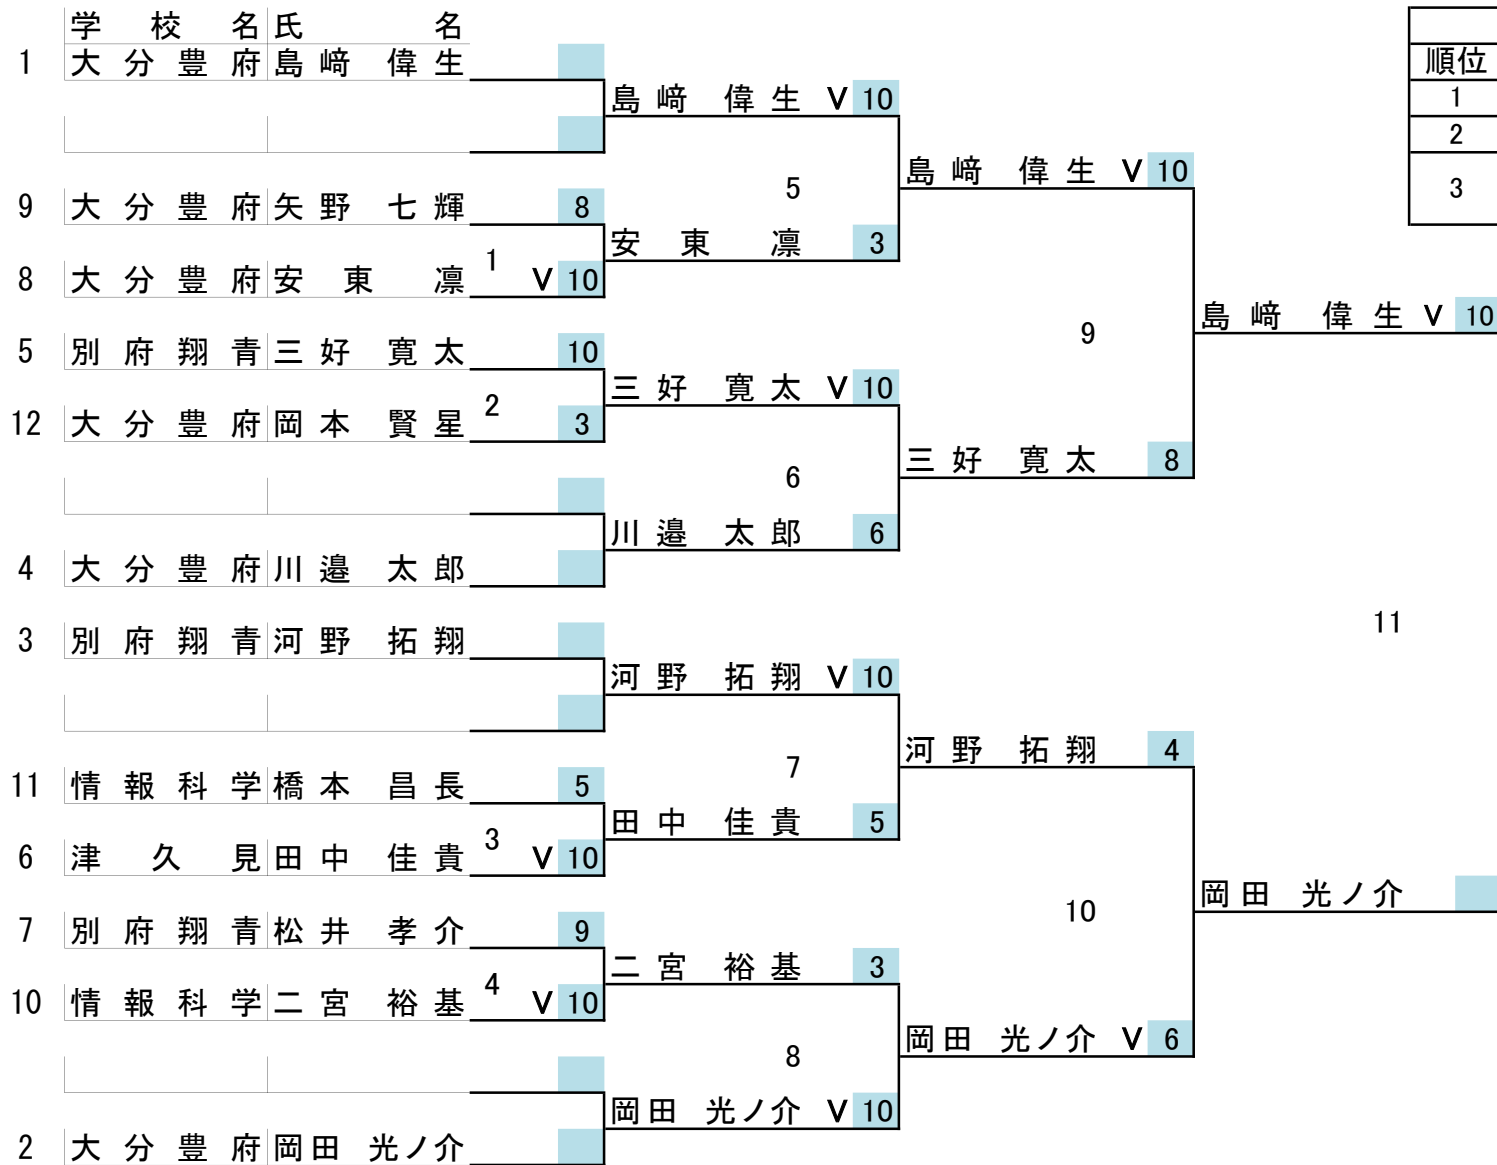 学校名 氏名
1 大分豊府 島﨑 偉生
島﨑 偉生 V 10
島﨑 偉生 V 10
5
9 大分豊府 矢野 七輝 8
安東 凛 3
1
8 大分豊府 安東 凛 V 10
島﨑 偉生 V 10
9
5 別府翔青 三好 寛太 10
三好 寛太 V 10
2
12 大分豊府 岡本 賢星 3
三好 寛太 8
6
川邉 太郎 6
4 大分豊府 川邉 太郎
11
3 別府翔青 河野 拓翔
河野 拓翔 V 10
河野 拓翔 4
7
11 情報科学 橋本 昌長 5
田中 佳貴 5
3
6 津久見 田中 佳貴 V 10
岡田 光ノ介
10
7 別府翔青 松井 孝介 9
二宮 裕基 3
4
10 情報科学 二宮 裕基 V 10
岡田 光ノ介 V 6
8
岡田 光ノ介 V 10
2 大分豊府 岡田 光ノ介
順位
1
2
3